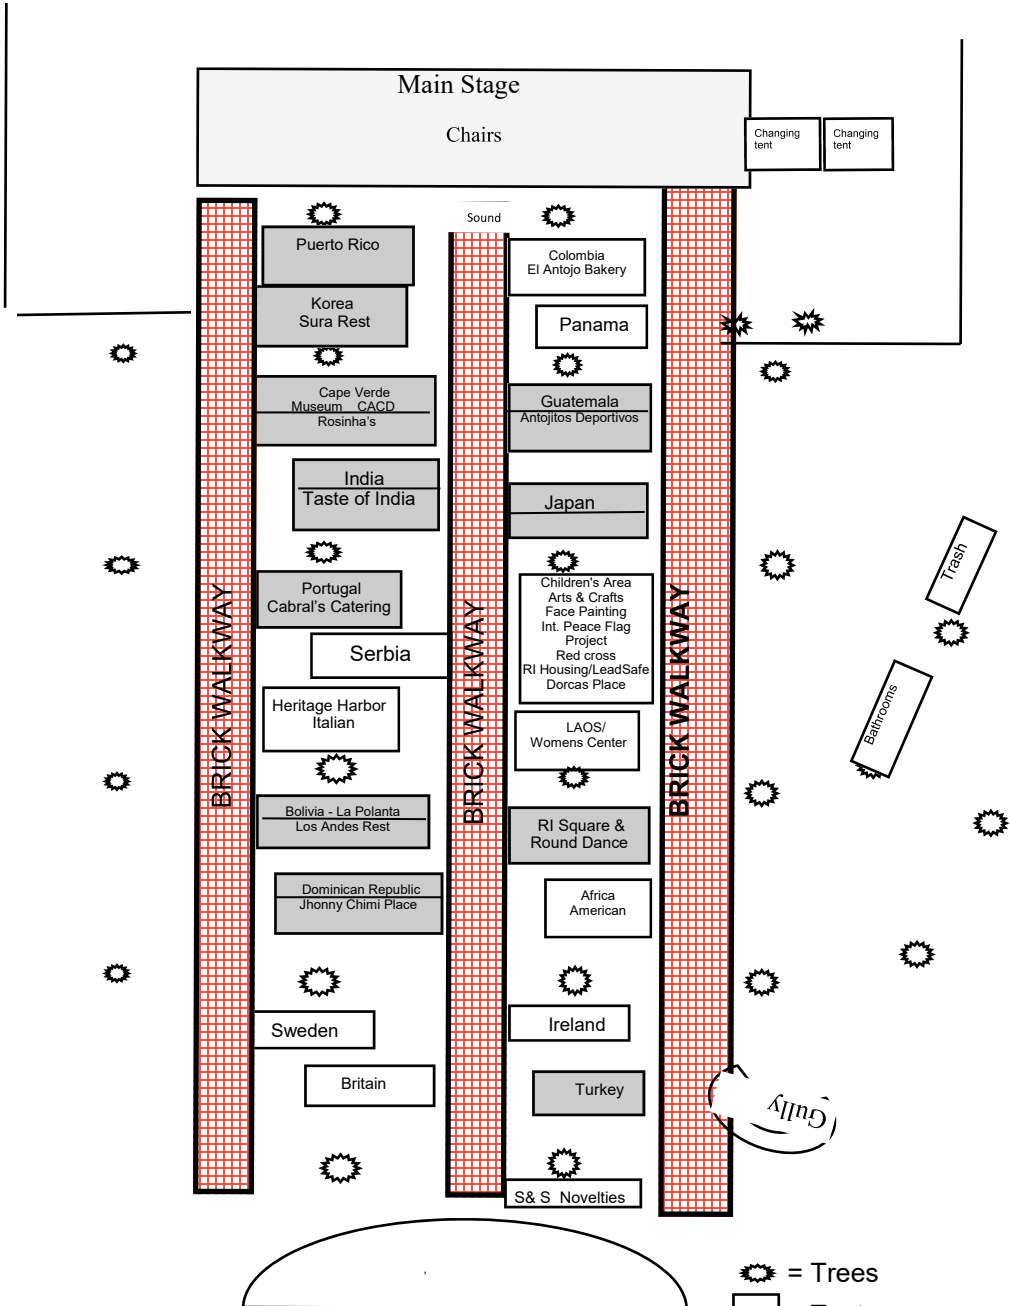 Main Stage
Chairs
Changing
tent
Changing
tent
Sound
Puerto Rico
Colombia
El Antojo Bakery
Korea
Sura Rest
Panama
Cape Verde
Museum CACD
Rosinha's
Guatemala
Antojitos Deportivos
India
Taste of India
Japan
Trash
Portugal
Cabral's Catering
Children's Area
Arts & Crafts
Face Painting
Int. Peace Flag
Project
Red cross
RI Housing/LeadSafe
Dorcas Place
Serbia
BRICK WALKWAY
BRICK WALKWAY
BRICK WALKWAY
Bathrooms
Heritage Harbor
Italian
LAOS/
Womens Center
Bolivia - La Polanta
Los Andes Rest
RI Square &
Round Dance
Dominican Republic
Jhonny Chimi Place
Africa
American
Sweden
Ireland
Britain
Turkey
Gully
S& S Novelties
= Trees